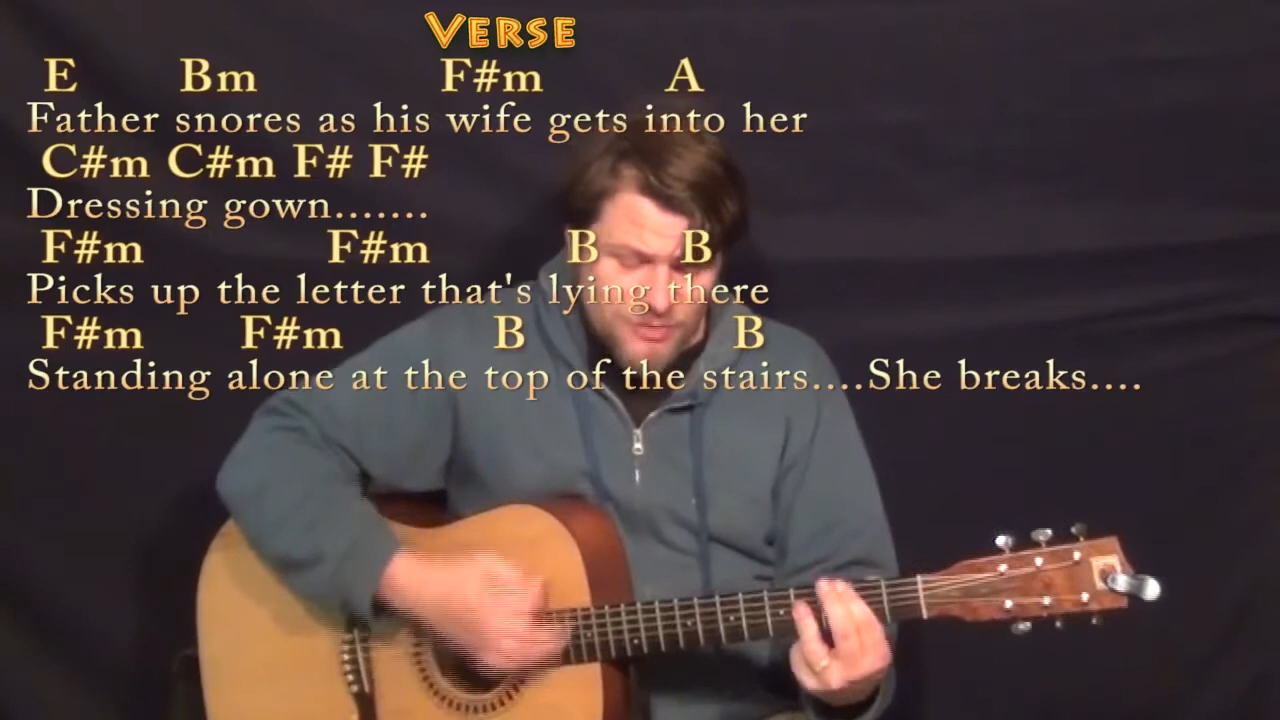 VERSE
E Bm F#m A
Father snores as his wife gets into her
C#m C#m F# F#
Dressing gown.......
F#m F#m B B
Picks up the letter that's lying there
F#m F#m B B
Standing alone at the top of the stairs....She breaks....